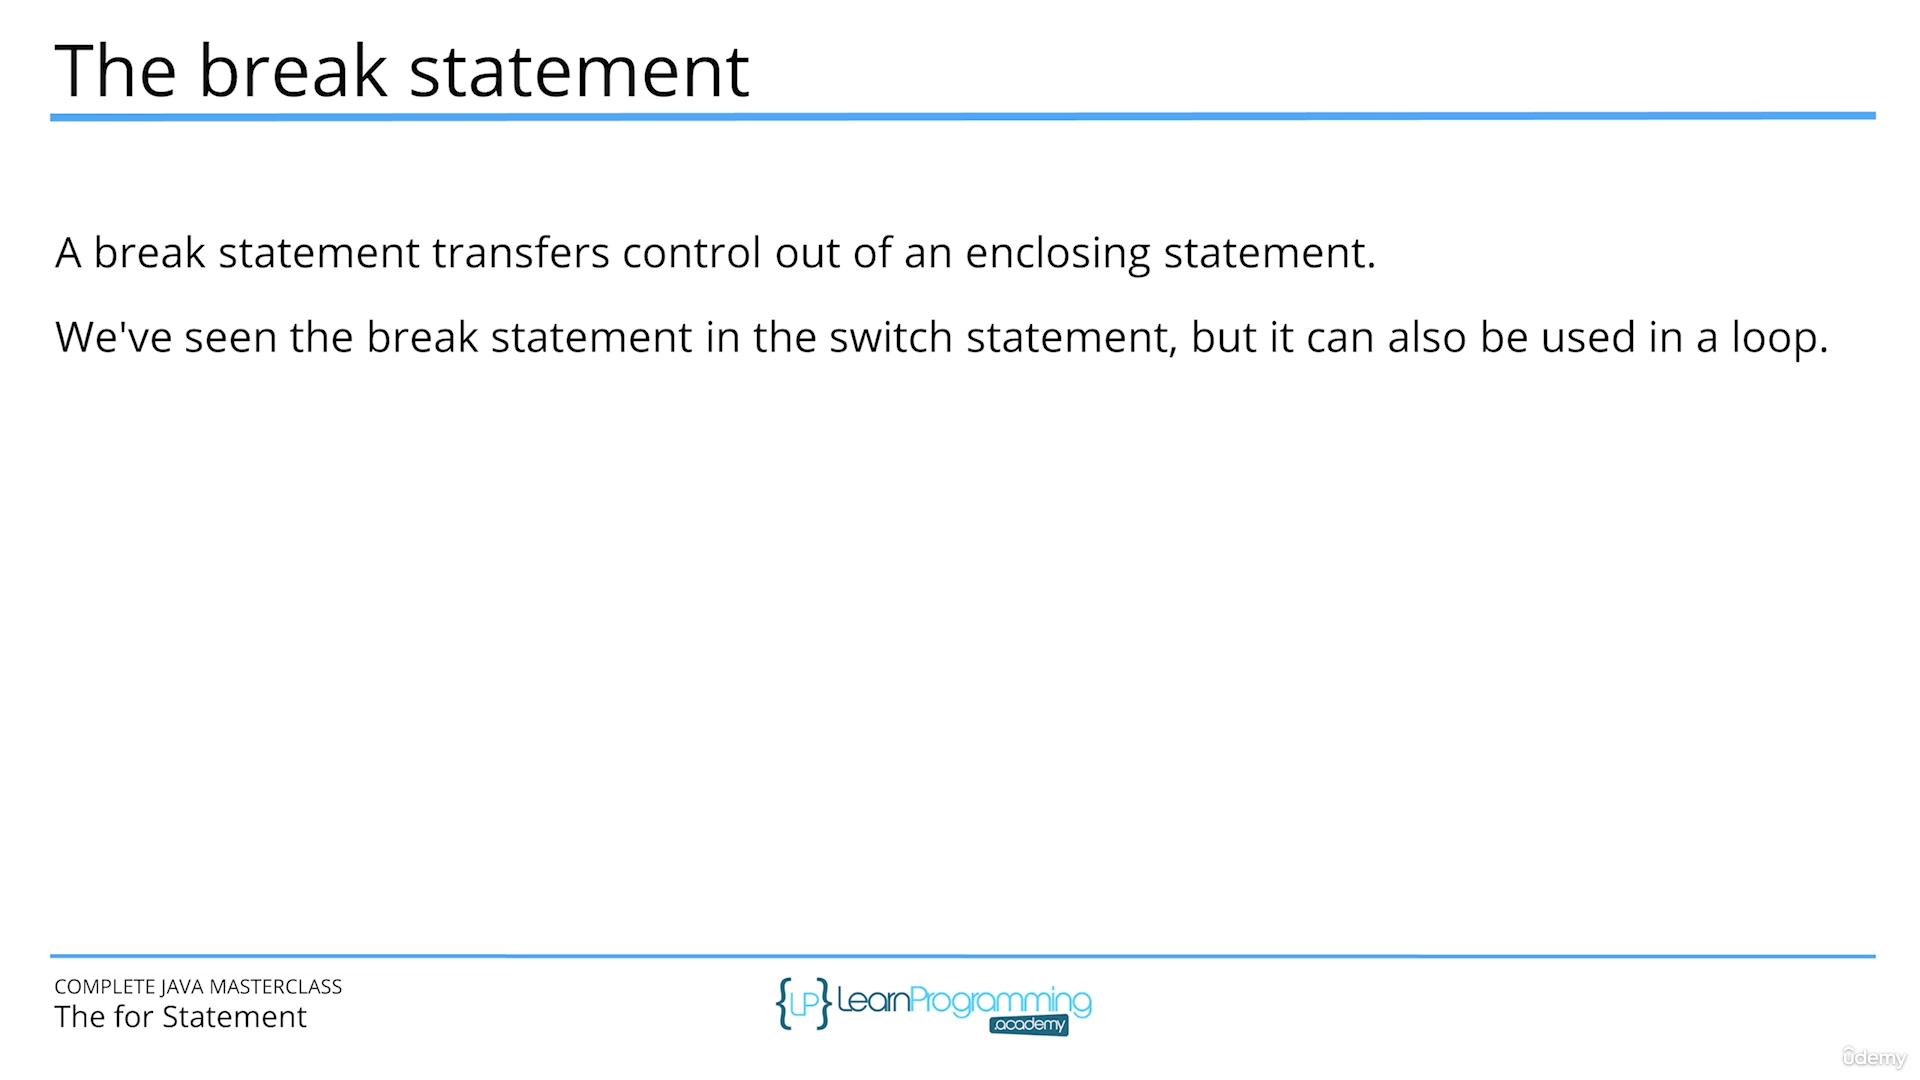 The break statement
A break statement transfers control out of an enclosing statement.
We've seen the break statement in the switch statement, but it can also be used in a loop.
COMPLETE JAVA MASTERCLASS
The for Statement
{LP} LearnProgramming
.academy
ûdemy